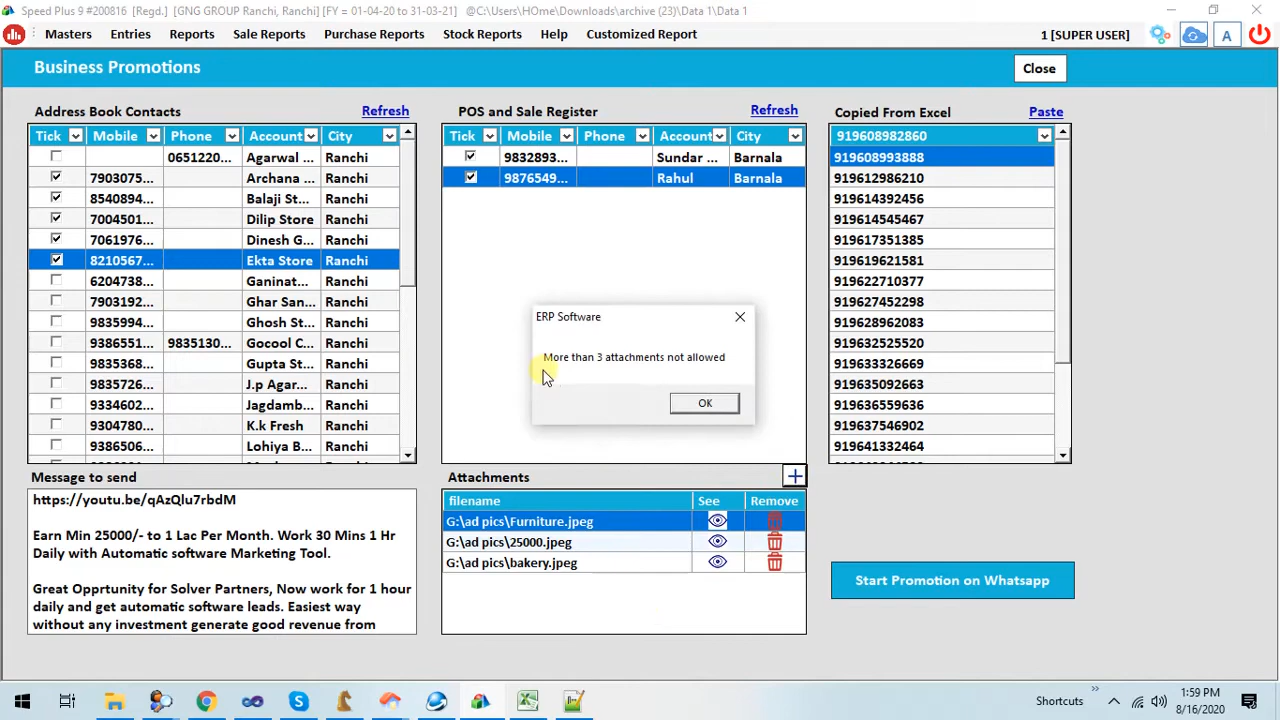 Speed Plus 9 #200816 [Regd.] [GNG GROUP Ranchi, Ranchi] [FY = 01-04-20 to 31-03-21] @C:\Users\HOme\Downloads\archive (23)\Data 1\Data 1
Masters Entries Reports Sale Reports Purchase Reports Stock Reports Help Customized Report 1 [SUPER USER] A
Business Promotions Close
Address Book Contacts Refresh
Tick Mobile Phone Account City
0651220... Agarwal ... Ranchi
7903075... Archana ... Ranchi
8540894... Balaji St... Ranchi
7004501... Dilip Store Ranchi
7061976... Dinesh G... Ranchi
8210567... Ekta Store Ranchi
6204738... Ganinat... Ranchi
7903192... Ghar San... Ranchi
9835994... Ghosh St... Ranchi
9386551... 9835130... Gocool C... Ranchi
9835368... Gupta St... Ranchi
9835726... J.p Agar... Ranchi
9334602... Jagdamb... Ranchi
9304780... K.k Fresh Ranchi
9386506... Lohiya B... Ranchi
POS and Sale Register Refresh
Tick Mobile Phone Account City
9832893... Sundar ... Barnala
9876549... Rahul Barnala
Copied From Excel Paste
919608982860
919608993888
919612986210
919614392456
919614545467
919617351385
919619621581
919622710377
919627452298
919628962083
919632525520
919633326669
919635092663
919636559636
919637546902
919641332464
ERP Software
More than 3 attachments not allowed
OK
Message to send
https://youtu.be/qAzQlu7rbdM
Earn Min 25000/- to 1 Lac Per Month. Work 30 Mins 1 Hr
Daily with Automatic software Marketing Tool.
Great Opprtunity for Solver Partners, Now work for 1 hour
daily and get automatic software leads. Easiest way
without any investment generate good revenue from
Attachments
filename See Remove
G:\ad pics\Furniture.jpeg
G:\ad pics\25000.jpeg
G:\ad pics\bakery.jpeg
Start Promotion on Whatsapp
Shortcuts
1:59 PM
8/16/2020